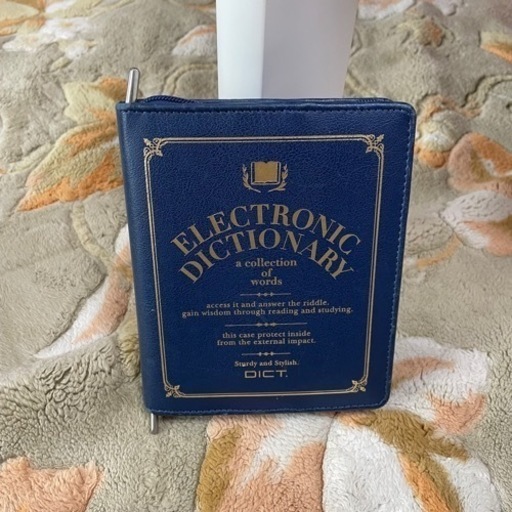 ELECTRONIC
DICTIONARY
a collection
of
words
access it and answer the riddle.
gain wisdom through reading and studying.
this case protect inside
from the external impact.
Sturdy and Stylish.
DICT.